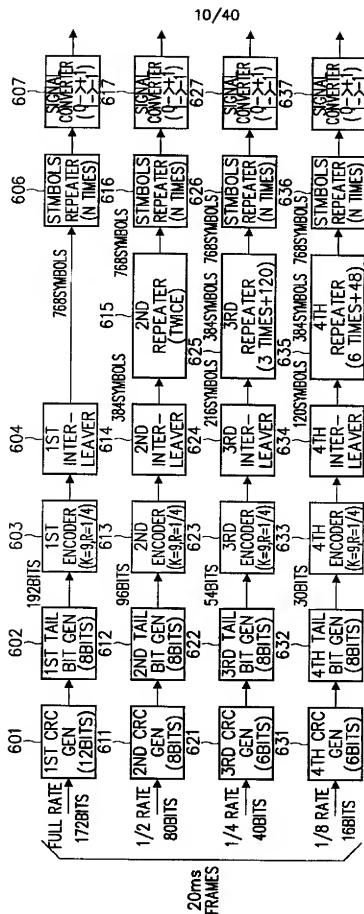 10/40
20ms
FRAMES
FULL RATE
172BITS
601
1ST CRC
GEN
(12BITS)
602
1ST TAIL
BIT GEN
(8BITS)
192BITS
603
1ST
ENCODER
(K=9,R=1/4)
604
1ST
INTER-
LEAVER
768SYMBOLS
606
STMBOLS
REPEATER
(N TIMES)
607
SIGNAL
CONVERTER
1/2 RATE
80BITS
611
2ND CRC
GEN
(8BITS)
612
2ND TAIL
BIT GEN
(8BITS)
96BITS
613
2ND
ENCODER
(K=9,R=1/4)
614
2ND
INTER-
LEAVER
384SYMBOLS
615
2ND
REPEATER
(TWICE)
768SYMBOLS
616
STMBOLS
REPEATER
(N TIMES)
617
SIGNAL
CONVERTER
1/4 RATE
40BITS
621
3RD CRC
GEN
(6BITS)
622
3RD TAIL
BIT GEN
(8BITS)
54BITS
623
3RD
ENCODER
(K=9,R=1/4)
624
3RD
INTER-
LEAVER
216SYMBOLS
625
3RD
REPEATER
(3 TIMES+120)
384SYMBOLS
768SYMBOLS
626
STMBOLS
REPEATER
(N TIMES)
627
SIGNAL
CONVERTER
1/8 RATE
16BITS
631
4TH CRC
GEN
(6BITS)
632
4TH TAIL
BIT GEN
(8BITS)
30BITS
633
4TH
ENCODER
(K=9,R=1/4)
634
4TH
INTER-
LEAVER
120SYMBOLS
635
4TH
REPEATER
(6 TIMES+48)
384SYMBOLS
768SYMBOLS
636
STMBOLS
REPEATER
(N TIMES)
637
SIGNAL
CONVERTER